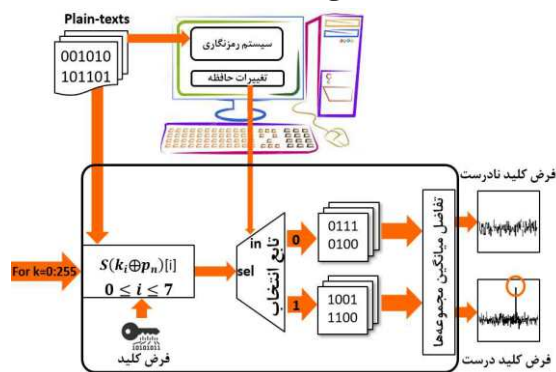 Plain-texts
001010
101101
سیستم رمزنگاری
تغییرات حافظه
For k=0:255
S(kᵢ⊕pₙ)[i]
0 ≤ i ≤ 7
10101011
فرض کلید
in
sel
تابع انتخاب
0
1
0111
0100
1001
1100
تفاضل میانگین مجموعه‌ها
فرض کلید نادرست
فرض کلید درست